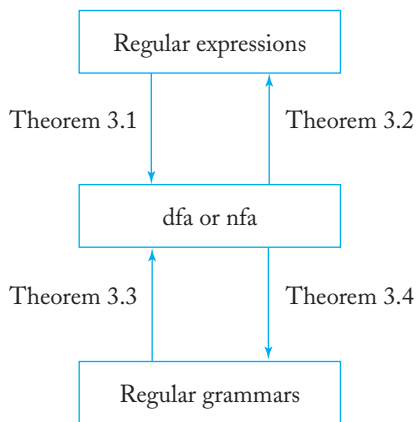 Regular expressions
Theorem 3.1
Theorem 3.2
dfa or nfa
Theorem 3.3
Theorem 3.4
Regular grammars